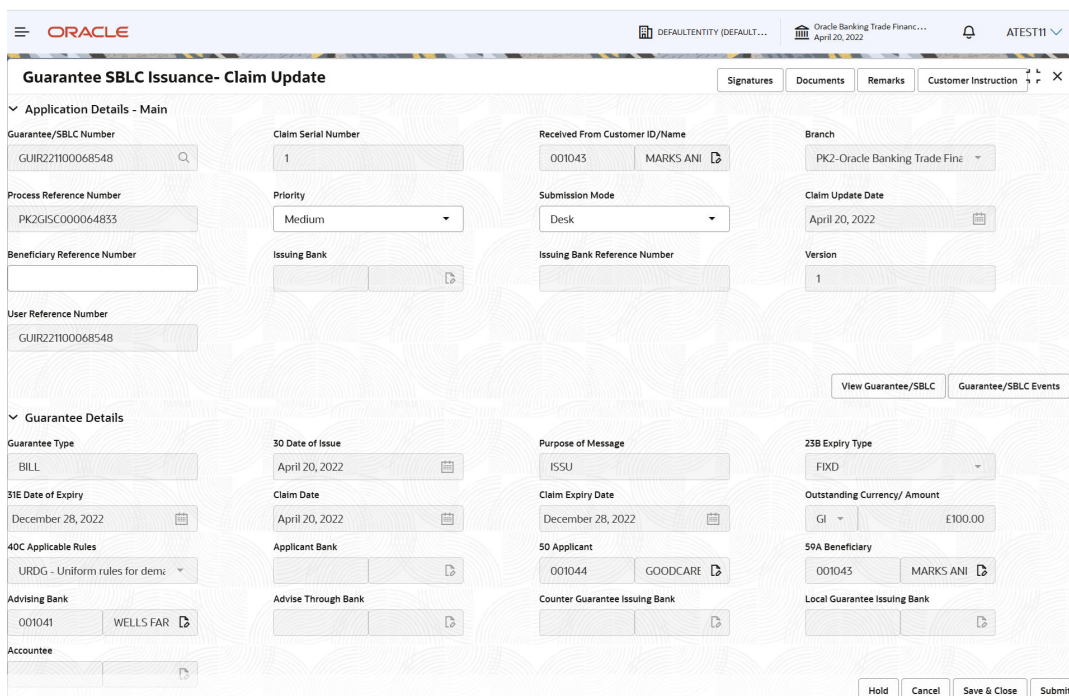 ORACLE
DEFAULTENTITY (DEFAULT...
Oracle Banking Trade Financ...
April 20, 2022
ATEST11
Guarantee SBLC Issuance- Claim Update
Signatures
Documents
Remarks
Customer Instruction
Application Details - Main
Guarantee/SBLC Number Claim Serial Number Received From Customer ID/Name Branch
GUIR221100068548 1 001043 MARKS ANI PK2-Oracle Banking Trade Fina
Process Reference Number Priority Submission Mode Claim Update Date
PK2GISC000064833 Medium Desk April 20, 2022
Beneficiary Reference Number Issuing Bank Issuing Bank Reference Number Version
1
User Reference Number
GUIR221100068548
View Guarantee/SBLC Guarantee/SBLC Events
Guarantee Details
Guarantee Type 30 Date of Issue Purpose of Message 23B Expiry Type
BILL April 20, 2022 ISSU FIXD
31E Date of Expiry Claim Date Claim Expiry Date Outstanding Currency/ Amount
December 28, 2022 April 20, 2022 December 28, 2022 GI £100.00
40C Applicable Rules Applicant Bank 50 Applicant 59A Beneficiary
URDG - Uniform rules for dema 001044 GOODCARE 001043 MARKS ANI
Advising Bank Advise Through Bank Counter Guarantee Issuing Bank Local Guarantee Issuing Bank
001041 WELLS FAR
Accountee
Hold Cancel Save & Close Submit